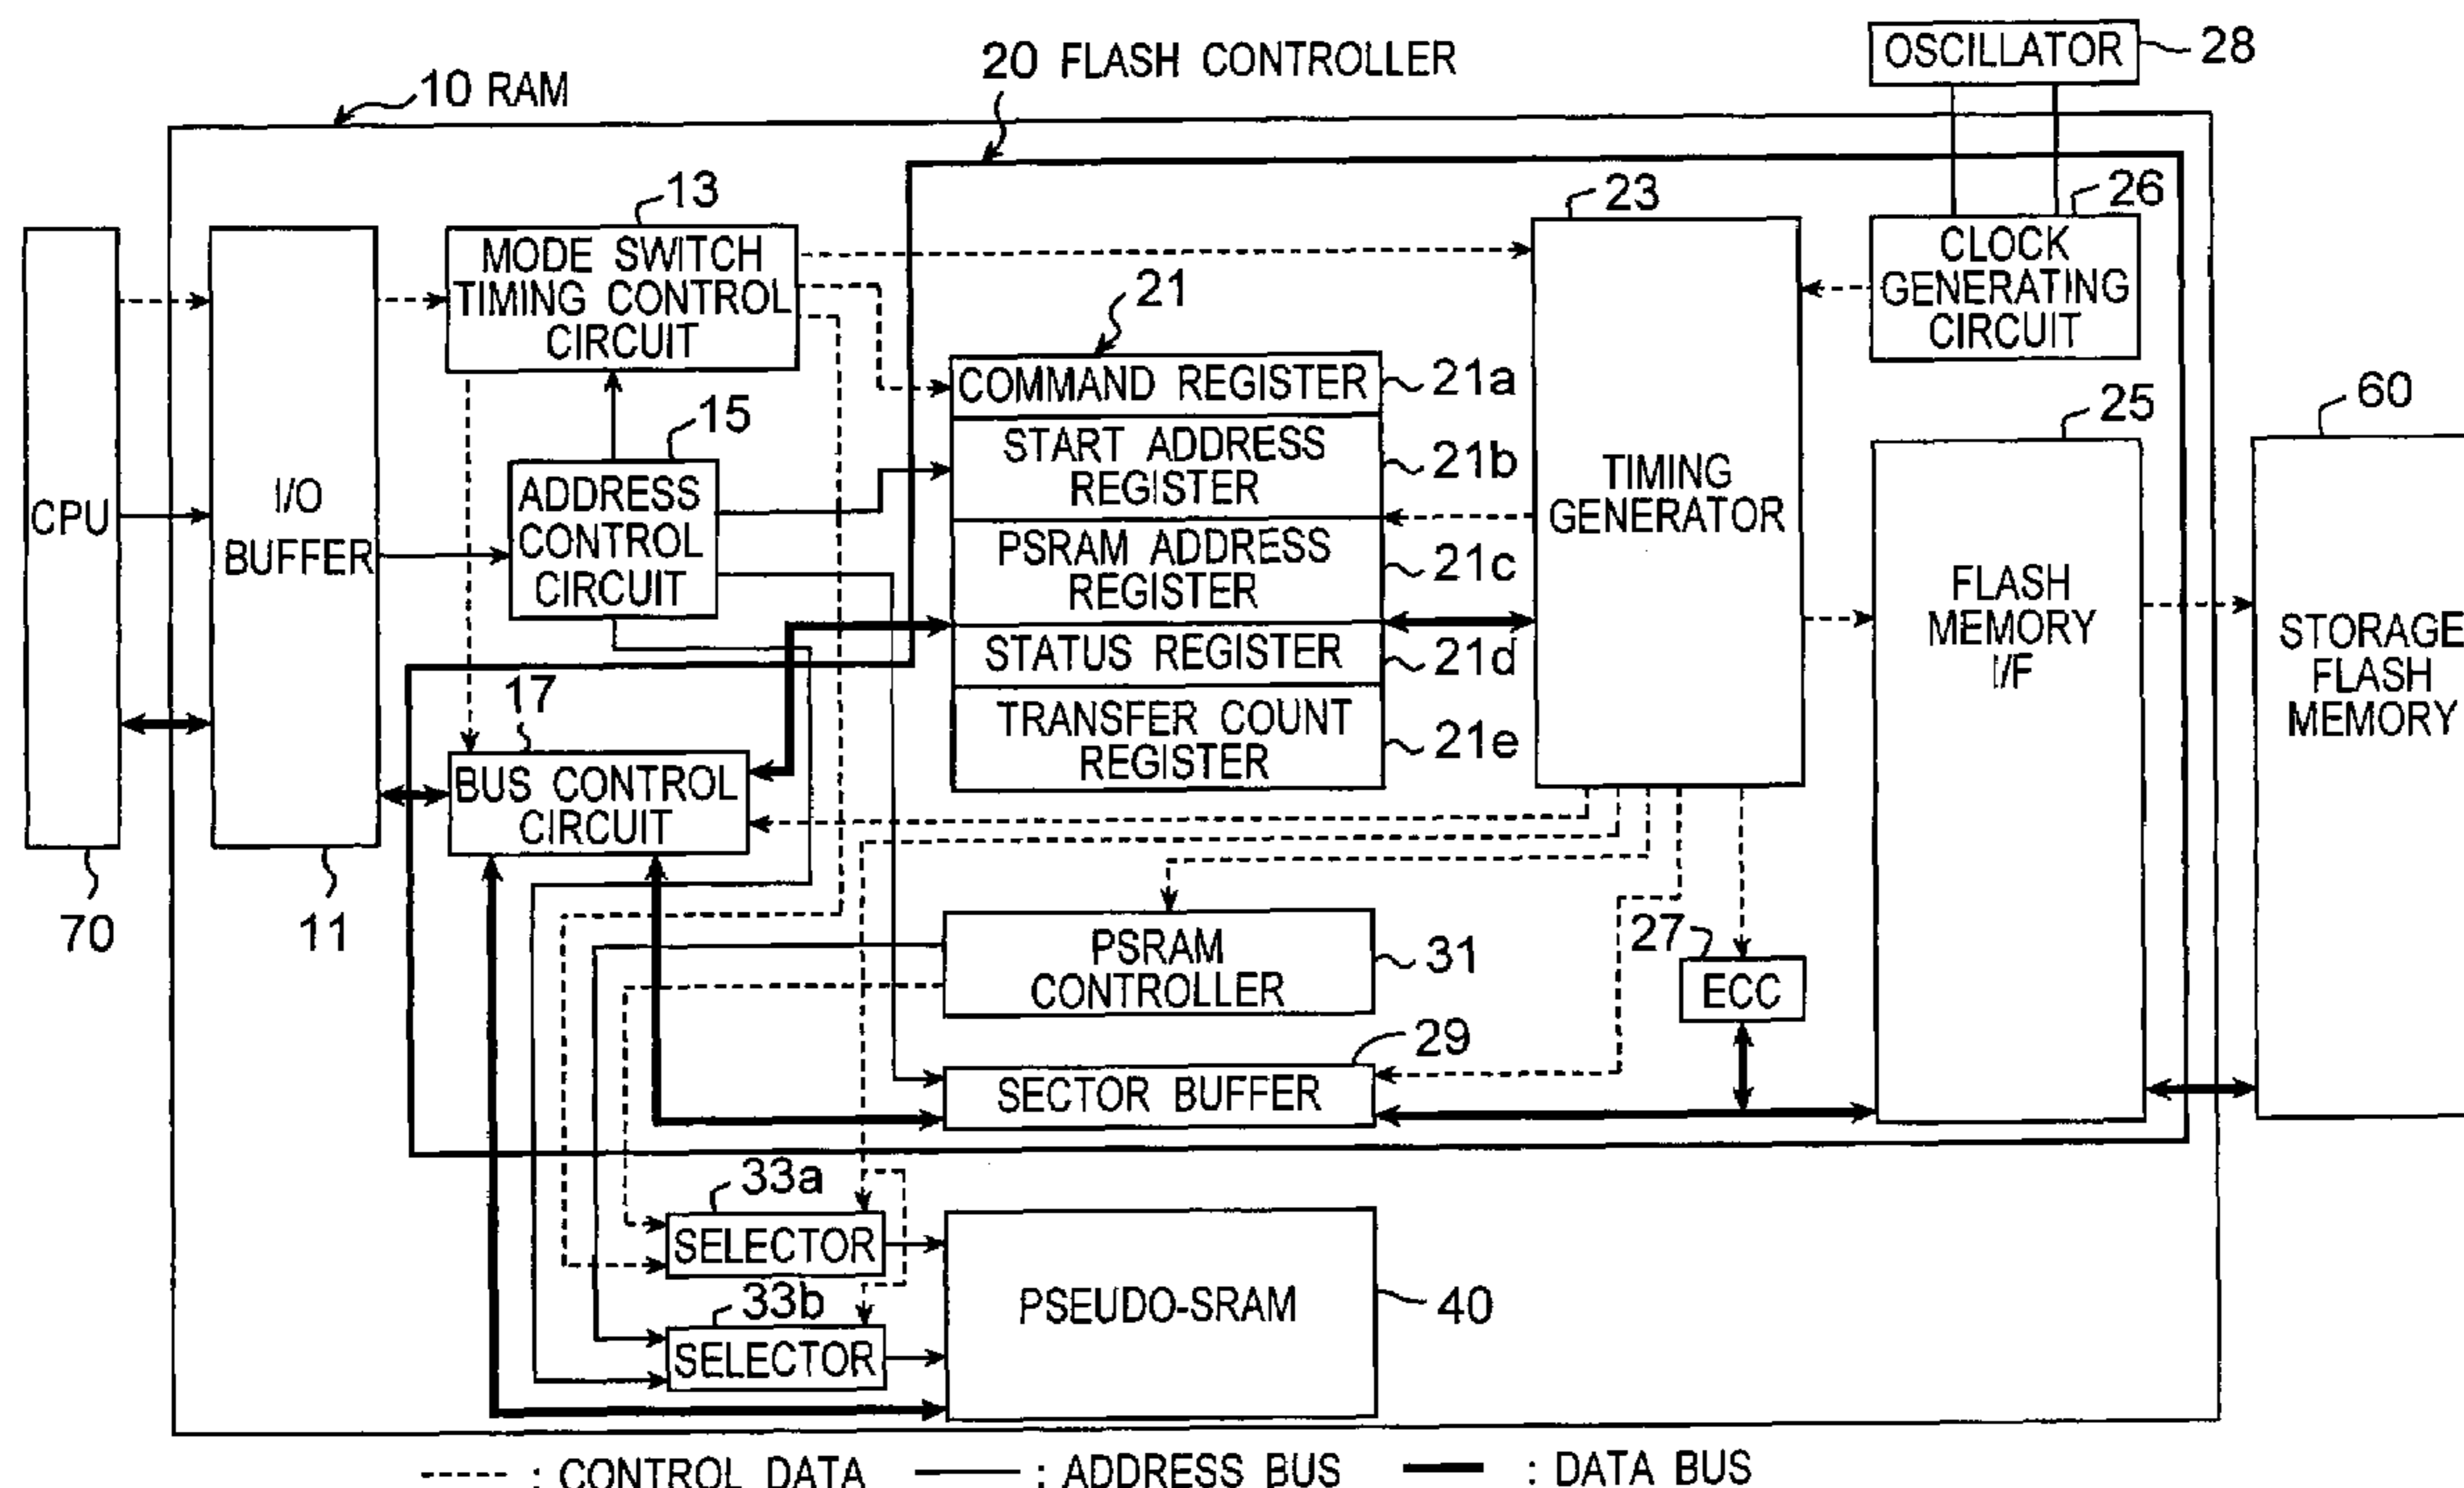 OSCILLATOR
28
20 FLASH CONTROLLER
10 RAM
13
23
26
MODE SWITCH
TIMING CONTROL
CIRCUIT
CLOCK
GENERATING
CIRCUIT
21
COMMAND REGISTER
21a
60
25
15
START ADDRESS
REGISTER
21b
TIMING
GENERATOR
CPU
I/O
BUFFER
ADDRESS
CONTROL
CIRCUIT
PSRAM ADDRESS
REGISTER
21c
FLASH
MEMORY
I/F
STORAGE
FLASH
MEMORY
STATUS REGISTER
21d
17
TRANSFER COUNT
REGISTER
21e
BUS CONTROL
CIRCUIT
70
11
PSRAM
CONTROLLER
31
27
ECC
29
SECTOR BUFFER
33a
SELECTOR
33b
SELECTOR
PSEUDO-SRAM
40
: CONTROL DATA
: ADDRESS BUS
: DATA BUS